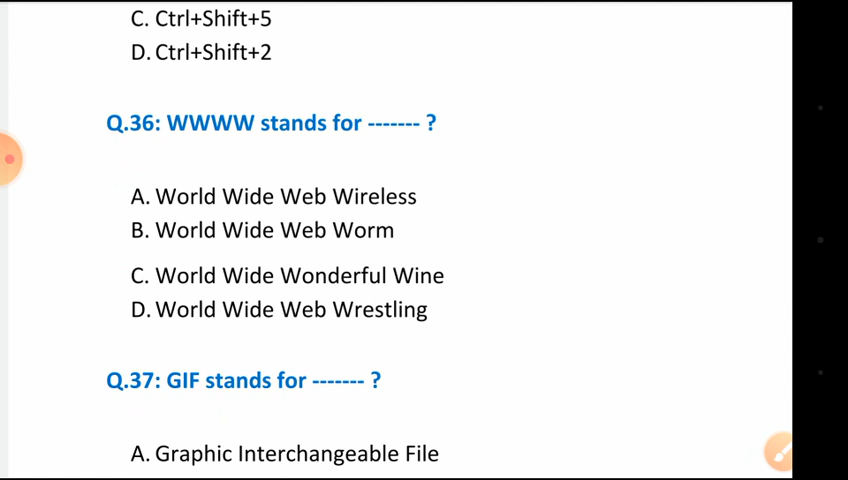 C. Ctrl+Shift+5
D. Ctrl+Shift+2
Q.36: WWWW stands for ------- ?
A. World Wide Web Wireless
B. World Wide Web Worm
C. World Wide Wonderful Wine
D. World Wide Web Wrestling
Q.37: GIF stands for ------- ?
A. Graphic Interchangeable File